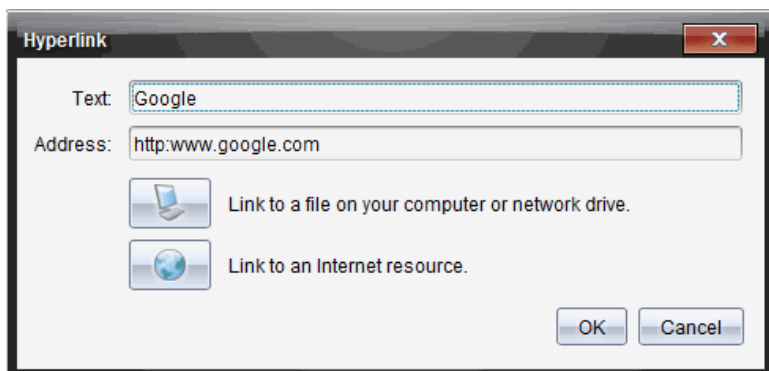 Hyperlink
Text: Google
Address: http:www.google.com
Link to a file on your computer or network drive.
Link to an Internet resource.
OK Cancel